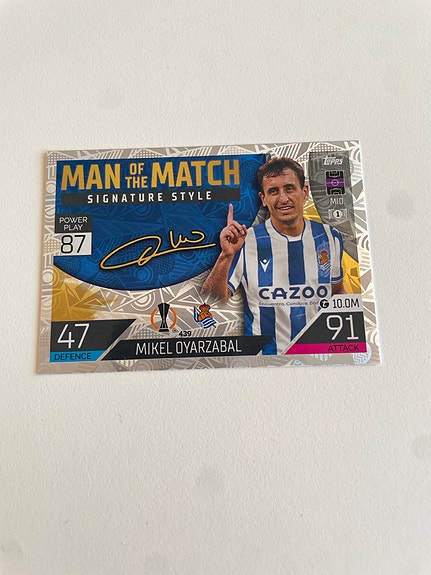 MAN OF THE MATCH
SIGNATURE STYLE
Topps
POWER PLAY
87
MID
1
CAZOO
10.0M
47
DEFENCE
439
MIKEL OYARZABAL
91
ATTACK